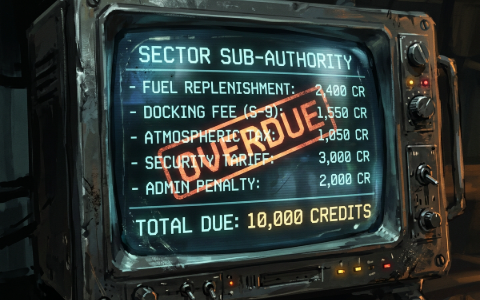 SECTOR SUB-AUTHORITY
- FUEL REPLENISHMENT: 2,400 CR
- DOCKING FEE (S-9): 1,550 CR
- ATMOSPHERIC TAX: 1,050 CR
- SECURITY TARIFF: 3,000 CR
- ADMIN PENALTY: 2,000 CR
OVERDUE
TOTAL DUE: 10,000 CREDITS